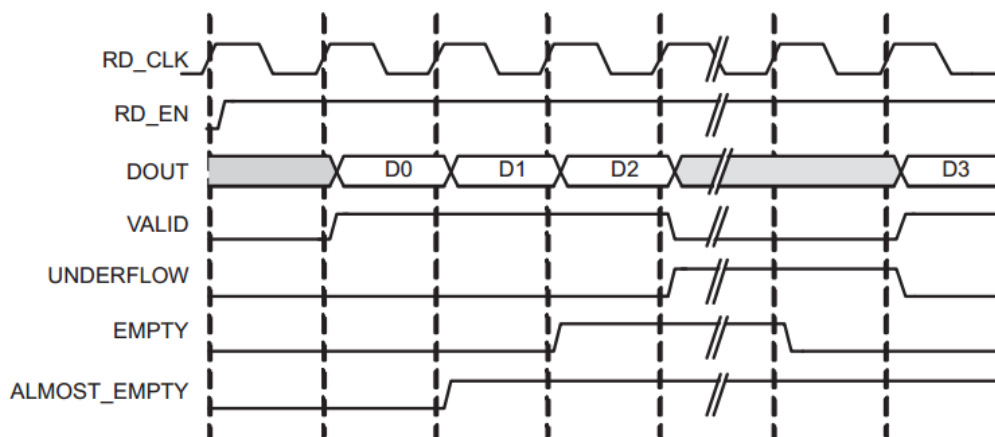 RD_CLK
RD_EN
DOUT D0 D1 D2 D3
VALID
UNDERFLOW
EMPTY
ALMOST_EMPTY